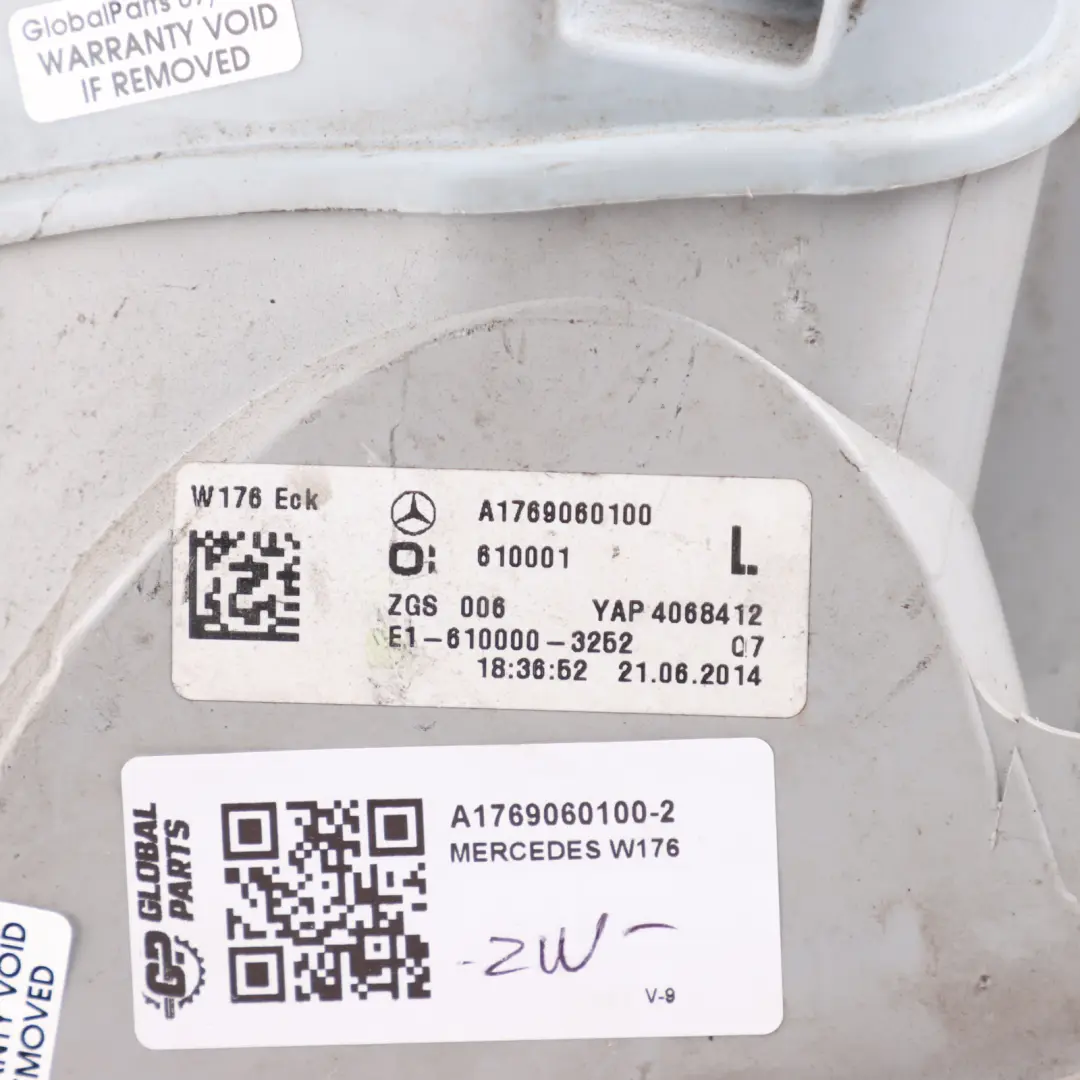 GlobalParts
WARRANTY VOID
IF REMOVED
W176 Eck
A1769060100
610001
L.
ZGS 006 YAP 4068412
E1-610000-3252 07
18:36:52 21.06.2014
GLOBAL
PARTS
GP
A1769060100-2
MERCEDES W176
-ZW-
V-9
VOID